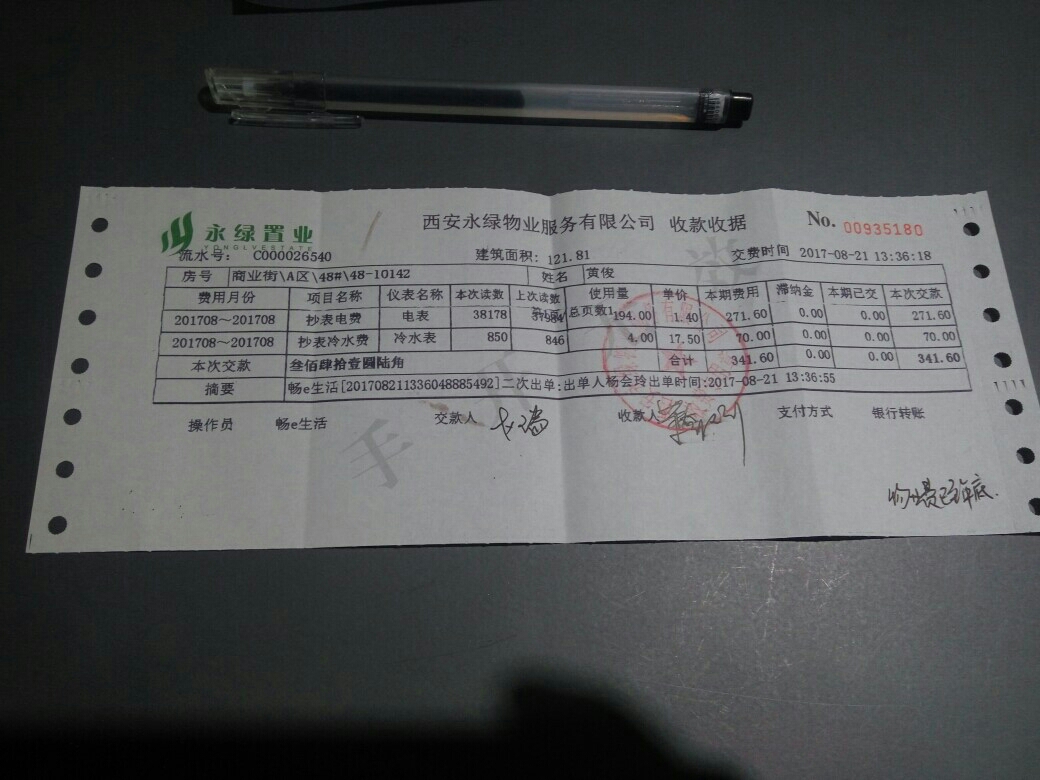 永绿置业
YONGLVESTATE
西安永绿物业服务有限公司 收款收据 No. 00935180
流水号: C000026540 建筑面积: 121.81 交费时间 2017-08-21 13:36:18
房号 商业街\A区\48#\48-10142 姓名 黄俊
费用月份 项目名称 仪表名称 本次读数 上次读数 使用量 单价 本期费用 滞纳金 本期已交 本次交款
201708～201708 抄表电费 电表 38178 37984 总页数1 194.00 1.40 271.60 0.00 0.00 271.60
201708～201708 抄表冷水费 冷水表 850 846 4.00 17.50 70.00 0.00 0.00 70.00
本次交款 叁佰肆拾壹圆陆角 合计 341.60 0.00 0.00 341.60
摘要 畅e生活[201708211336048885492]二次出单:出单人杨会玲出单时间:2017-08-21 13:36:55
操作员 畅e生活 交款人 收款人 支付方式 银行转账
手开